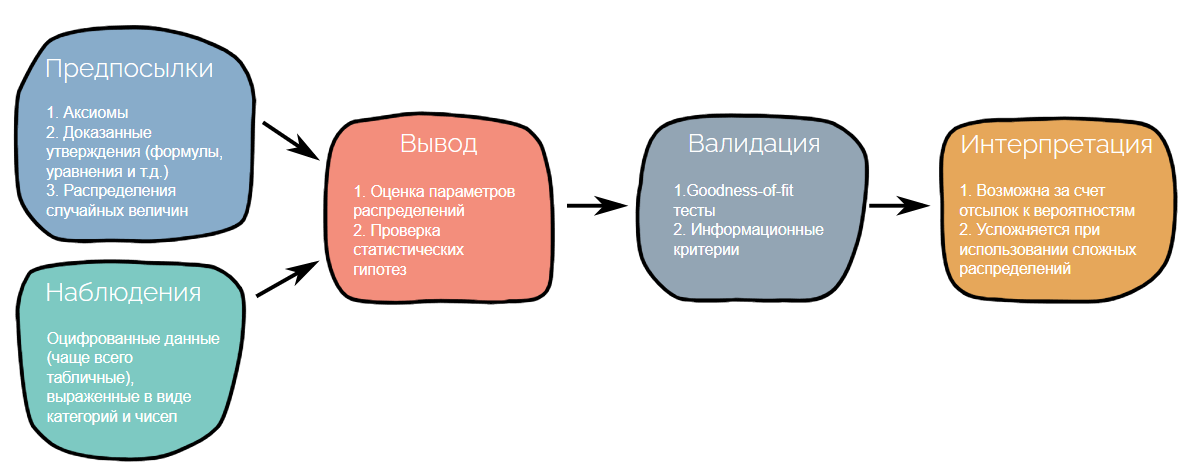 Предпосылки
1. Аксиомы
2. Доказанные
утверждения (формулы,
уравнения и т.д.)
3. Распределения
случайных величин
Наблюдения
Оцифрованные данные
(чаще всего
табличные),
выраженные в виде
категорий и чисел
Вывод
1. Оценка параметров
распределений
2. Проверка
статистических
гипотез
Валидация
1.Goodness-of-fit
тесты
2. Информационные
критерии
Интерпретация
1. Возможна за счет
отсылок к вероятностям
2. Усложняется при
использовании сложных
распределений